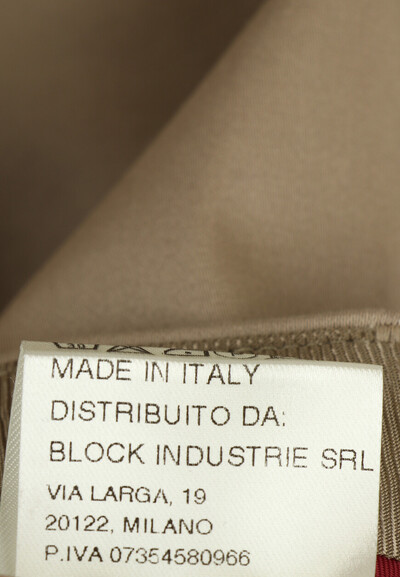 MADE IN ITALY
DISTRIBUITO DA:
BLOCK INDUSTRIE SRL
VIA LARGA, 19
20122, MILANO
P.IVA 07354580966